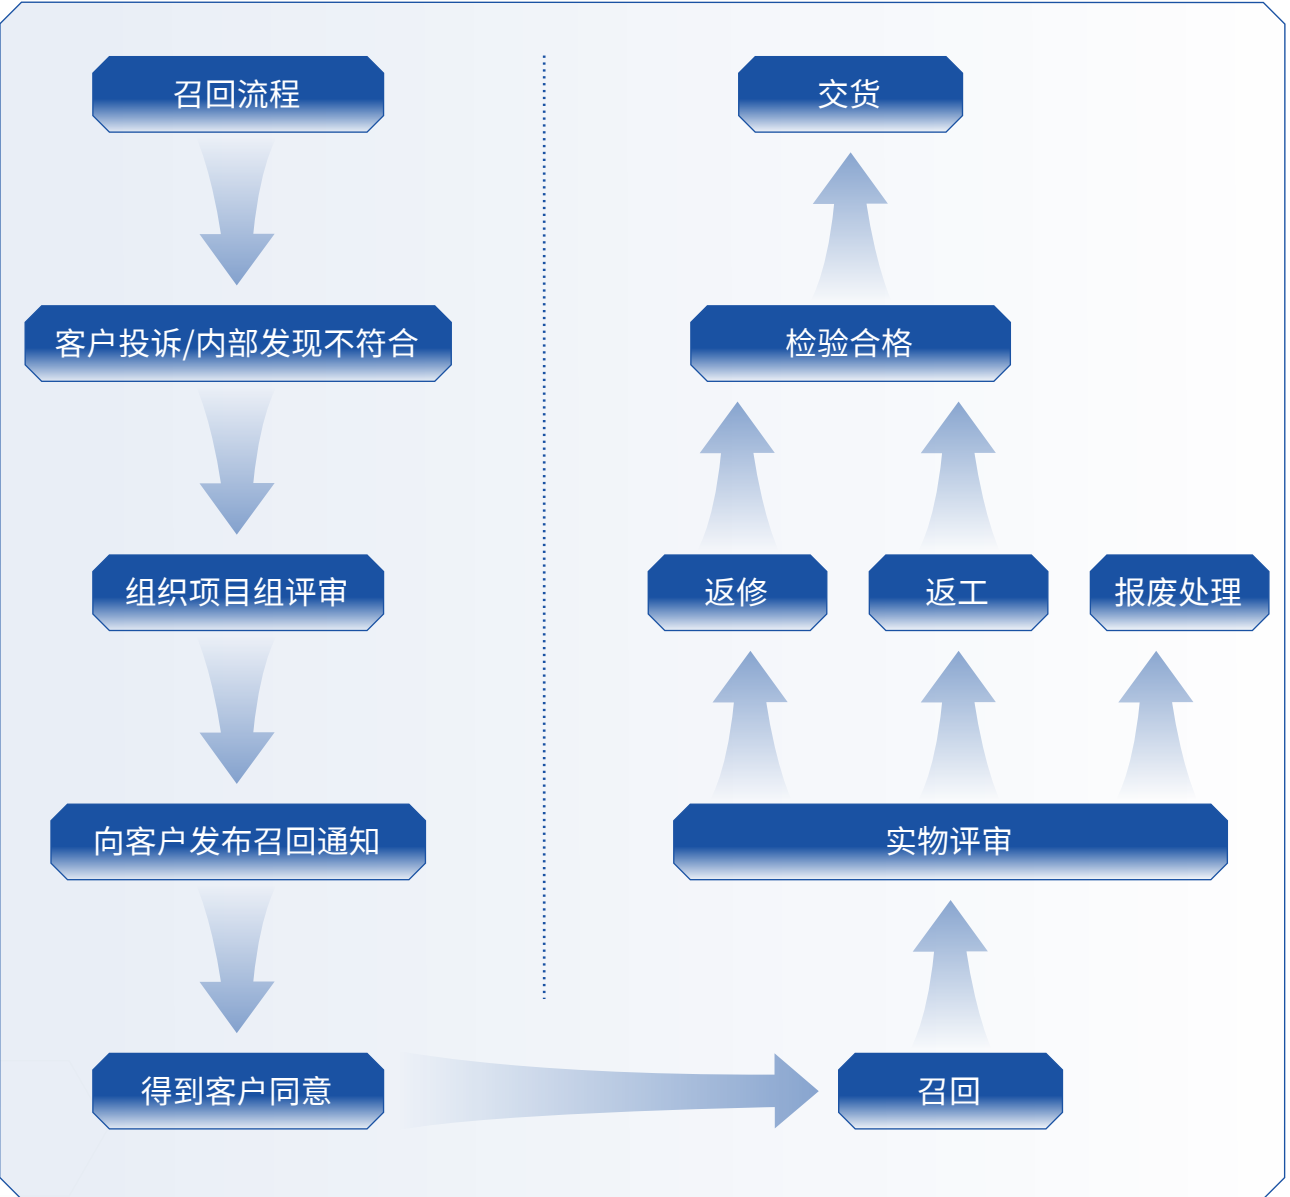 召回流程
客户投诉/内部发现不符合
组织项目组评审
向客户发布召回通知
得到客户同意
召回
实物评审
返修
返工
报废处理
检验合格
交货